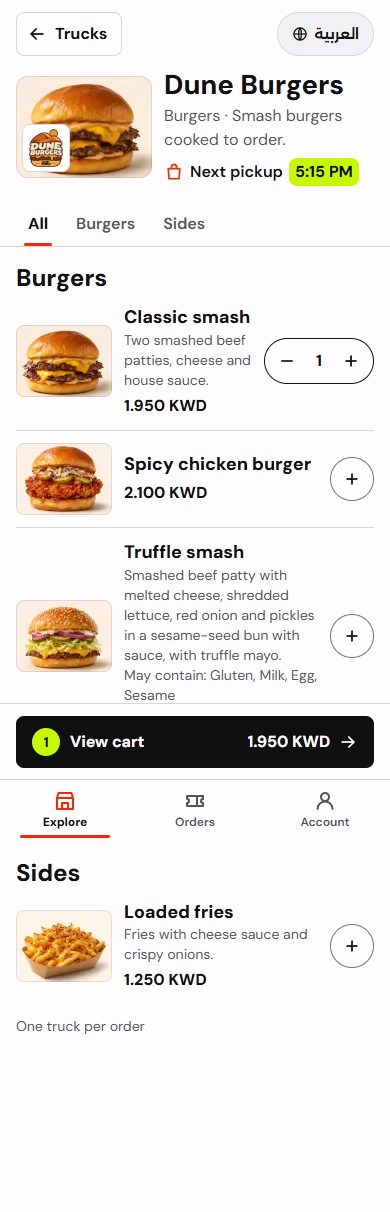 Trucks
العربية
Dune Burgers
Burgers · Smash burgers
cooked to order.
DUNE
BURGERS
Next pickup 5:15 PM
All Burgers Sides
Burgers
Classic smash
Two smashed beef
patties, cheese and
house sauce.
1.950 KWD
1
Spicy chicken burger
2.100 KWD
Truffle smash
Smashed beef patty with
melted cheese, shredded
lettuce, red onion and pickles
in a sesame-seed bun with
sauce, with truffle mayo.
May contain: Gluten, Milk, Egg,
Sesame
1 View cart 1.950 KWD
Explore Orders Account
Sides
Loaded fries
Fries with cheese sauce and
crispy onions.
1.250 KWD
One truck per order